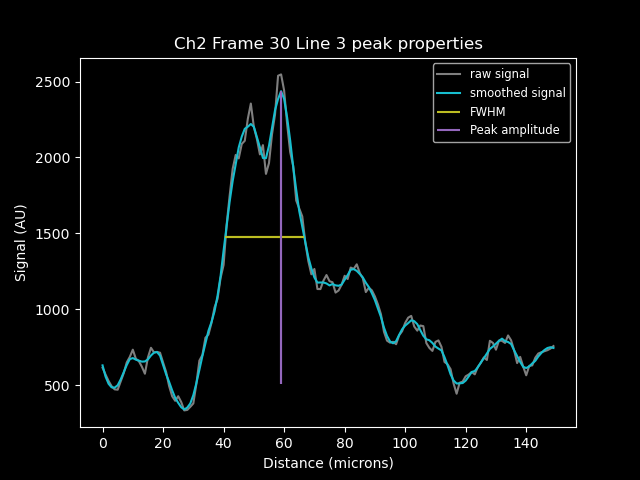 Ch2 Frame 30 Line 3 peak properties
raw signal
smoothed signal
FWHM
Peak amplitude
2500
2000
1500
1000
500
Signal (AU)
0 20 40 60 80 100 120 140
Distance (microns)